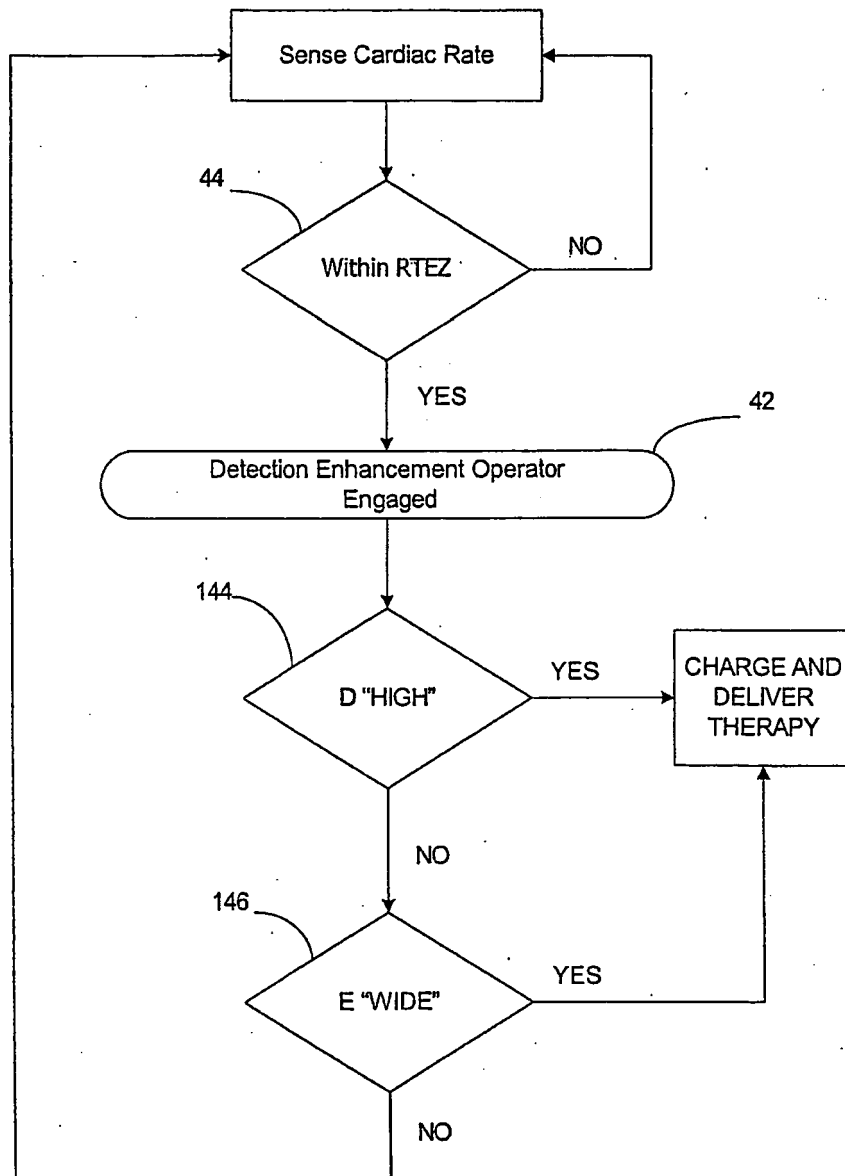 Sense Cardiac Rate
44
Within RTEZ
NO
YES
42
Detection Enhancement Operator
Engaged
144
D "HIGH"
YES
CHARGE AND
DELIVER
THERAPY
NO
146
E "WIDE"
YES
NO